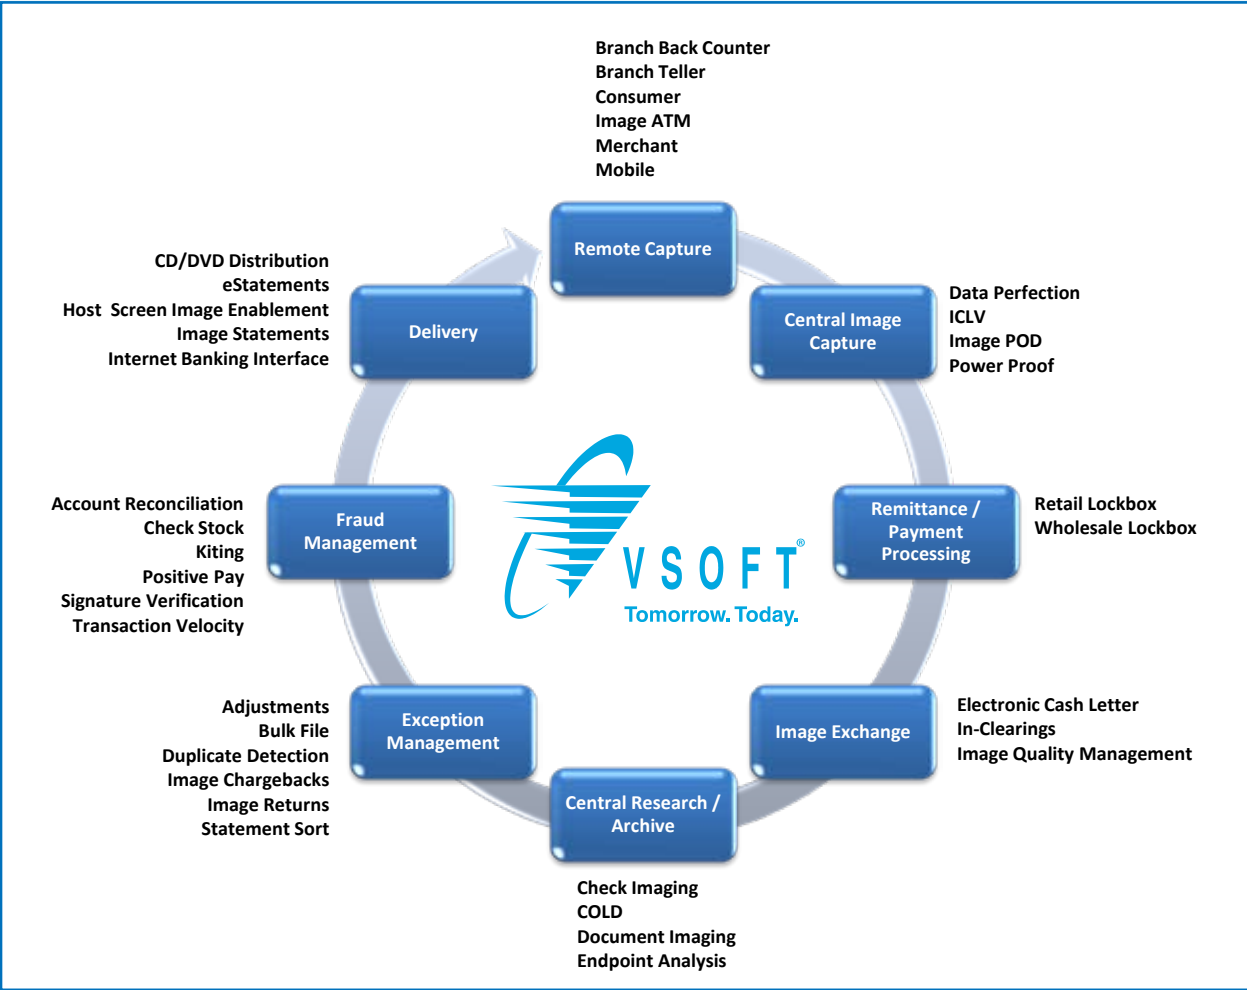 Branch Back Counter
Branch Teller
Consumer
Image ATM
Merchant
Mobile
Remote Capture
Central Image
Capture
Data Perfection
ICLV
Image POD
Power Proof
Remittance /
Payment
Processing
Retail Lockbox
Wholesale Lockbox
Image Exchange
Electronic Cash Letter
In-Clearings
Image Quality Management
Central Research /
Archive
Check Imaging
COLD
Document Imaging
Endpoint Analysis
Exception
Management
Adjustments
Bulk File
Duplicate Detection
Image Chargebacks
Image Returns
Statement Sort
Fraud
Management
Account Reconciliation
Check Stock
Kiting
Positive Pay
Signature Verification
Transaction Velocity
Delivery
CD/DVD Distribution
eStatements
Host  Screen Image Enablement
Image Statements
Internet Banking Interface
VSOFT®
Tomorrow. Today.